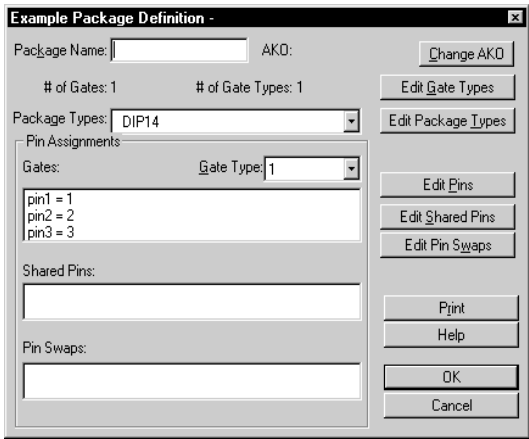 Example Package Definition -
Package Name: AKO: Change AKO
# of Gates: 1 # of Gate Types: 1 Edit Gate Types
Package Types: DIP14 Edit Package Types
Pin Assignments
Gates: Gate Type: 1
Edit Pins
pin1 = 1
pin2 = 2
pin3 = 3
Edit Shared Pins
Edit Pin Swaps
Shared Pins:
Print
Help
Pin Swaps:
OK
Cancel